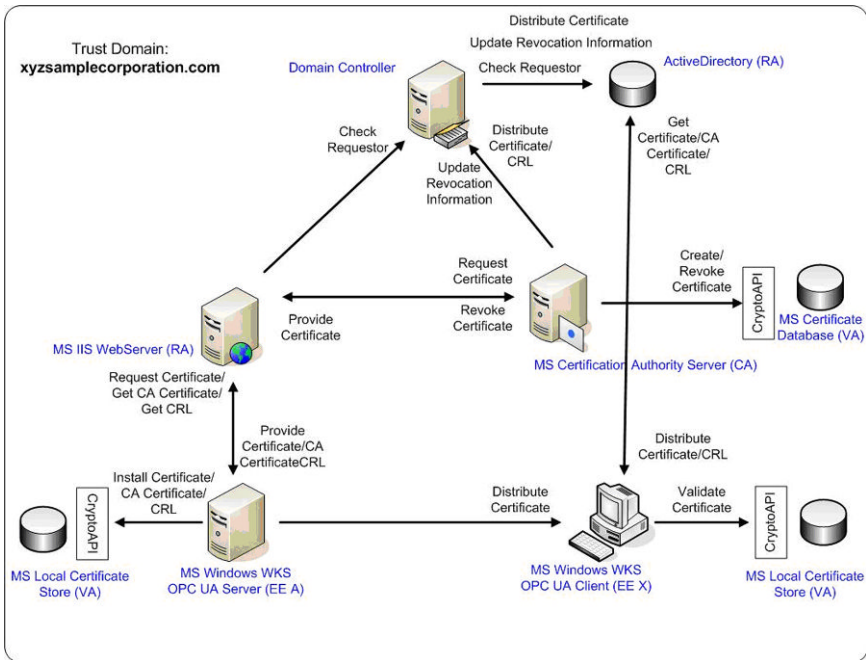 Distribute Certificate
Update Revocation Information
Trust Domain:
xyzsamplecorporation.com
Domain Controller
Check Requestor
ActiveDirectory (RA)
Check
Requestor
Distribute
Certificate/
CRL
Get
Certificate/CA
Certificate/
CRL
Update
Revocation
Information
Request
Certificate
Create/
Revoke
Certificate
CryptoAPI
Provide
Certificate
Revoke
Certificate
MS Certificate
Database (VA)
MS IIS WebServer (RA)
MS Certification Authority Server (CA)
Request Certificate/
Get CA Certificate/
Get CRL
Provide
Certificate/CA
CertificateCRL
Distribute
Certificate/CRL
Install Certificate/
CA Certificate/
CRL
CryptoAPI
Distribute
Certificate
Validate
Certificate
CryptoAPI
MS Local Certificate
Store (VA)
MS Windows WKS
OPC UA Server (EE A)
MS Windows WKS
OPC UA Client (EE X)
MS Local Certificate
Store (VA)